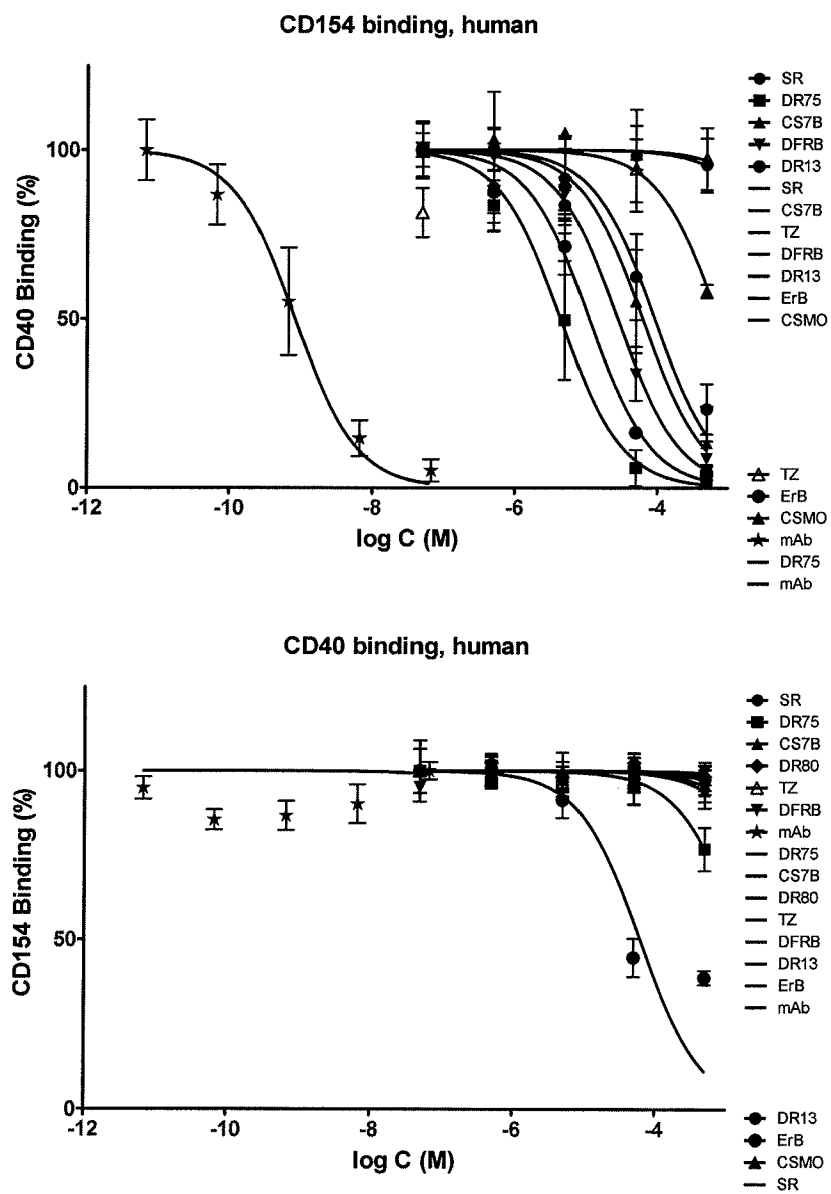 CD154 binding, human
CD40 Binding (%)
100
50
0
-12
-10
-8
-6
-4
log C (M)
SR
DR75
CS7B
DFRB
DR13
SR
CS7B
TZ
DFRB
DR13
ErB
CSMO
TZ
ErB
CSMO
mAb
DR75
mAb
CD40 binding, human
CD154 Binding (%)
100
50
0
-12
-10
-8
-6
-4
log C (M)
SR
DR75
CS7B
DR80
TZ
DFRB
mAb
DR75
CS7B
DR80
TZ
DFRB
DR13
ErB
mAb
DR13
ErB
CSMO
SR